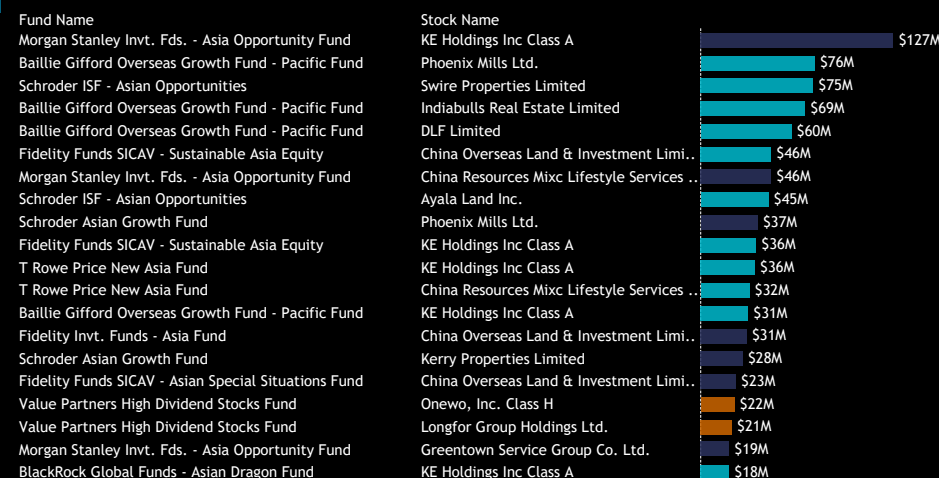 Fund Name Stock Name
Morgan Stanley Invt. Fds. - Asia Opportunity Fund KE Holdings Inc Class A $127M
Baillie Gifford Overseas Growth Fund - Pacific Fund Phoenix Mills Ltd. $76M
Schroder ISF - Asian Opportunities Swire Properties Limited $75M
Baillie Gifford Overseas Growth Fund - Pacific Fund Indiabulls Real Estate Limited $69M
Baillie Gifford Overseas Growth Fund - Pacific Fund DLF Limited $60M
Fidelity Funds SICAV - Sustainable Asia Equity China Overseas Land & Investment Limi.. $46M
Morgan Stanley Invt. Fds. - Asia Opportunity Fund China Resources Mixc Lifestyle Services .. $46M
Schroder ISF - Asian Opportunities Ayala Land Inc. $45M
Schroder Asian Growth Fund Phoenix Mills Ltd. $37M
Fidelity Funds SICAV - Sustainable Asia Equity KE Holdings Inc Class A $36M
T Rowe Price New Asia Fund KE Holdings Inc Class A $36M
T Rowe Price New Asia Fund China Resources Mixc Lifestyle Services .. $32M
Baillie Gifford Overseas Growth Fund - Pacific Fund KE Holdings Inc Class A $31M
Fidelity Invt. Funds - Asia Fund China Overseas Land & Investment Limi.. $31M
Schroder Asian Growth Fund Kerry Properties Limited $28M
Fidelity Funds SICAV - Asian Special Situations Fund China Overseas Land & Investment Limi.. $23M
Value Partners High Dividend Stocks Fund Onewo, Inc. Class H $22M
Value Partners High Dividend Stocks Fund Longfor Group Holdings Ltd. $21M
Morgan Stanley Invt. Fds. - Asia Opportunity Fund Greentown Service Group Co. Ltd. $19M
BlackRock Global Funds - Asian Dragon Fund KE Holdings Inc Class A $18M